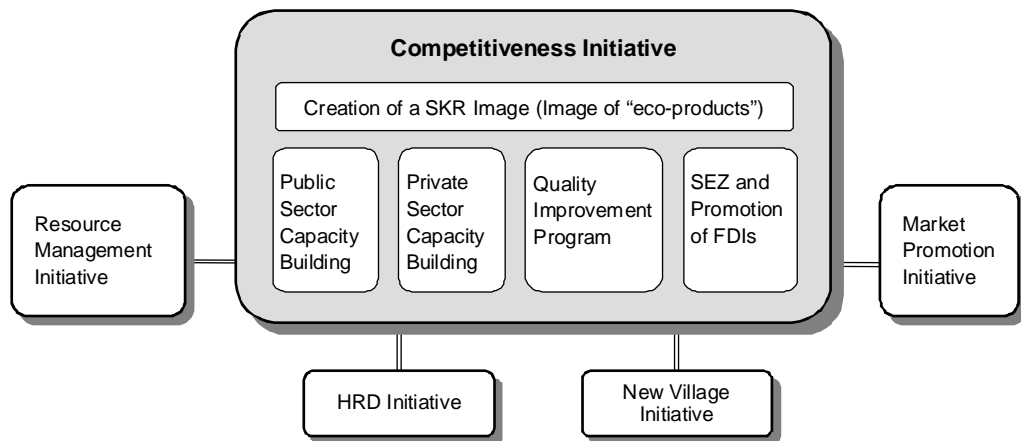 Competitiveness Initiative
Creation of a SKR Image (Image of “eco-products”)
Public
Sector
Capacity
Building
Private
Sector
Capacity
Building
Quality
Improvement
Program
SEZ and
Promotion
of FDIs
Resource
Management
Initiative
Market
Promotion
Initiative
HRD Initiative
New Village
Initiative